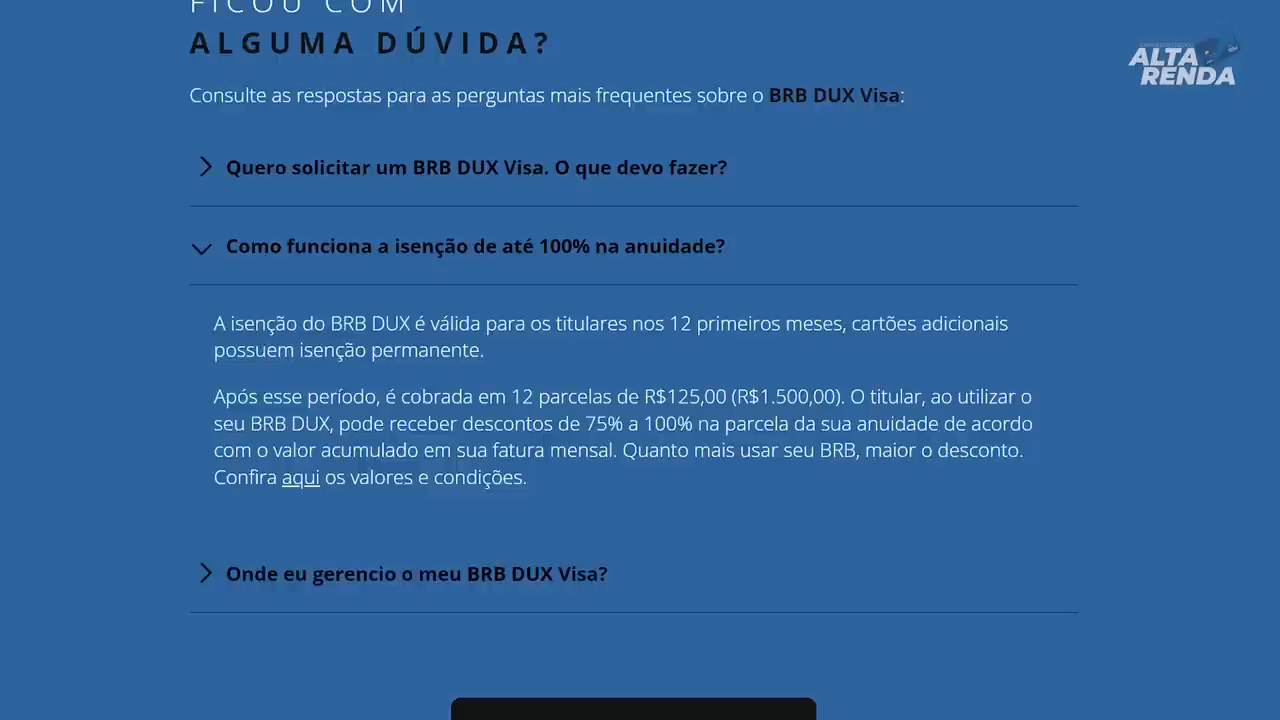 FICOU COM
ALGUMA DÚVIDA?
ALTA
RENDA
Consulte as respostas para as perguntas mais frequentes sobre o BRB DUX Visa:
Quero solicitar um BRB DUX Visa. O que devo fazer?
Como funciona a isenção de até 100% na anuidade?
A isenção do BRB DUX é válida para os titulares nos 12 primeiros meses, cartões adicionais
possuem isenção permanente.
Após esse período, é cobrada em 12 parcelas de R$125,00 (R$1.500,00). O titular, ao utilizar o
seu BRB DUX, pode receber descontos de 75% a 100% na parcela da sua anuidade de acordo
com o valor acumulado em sua fatura mensal. Quanto mais usar seu BRB, maior o desconto.
Confira aqui os valores e condições.
Onde eu gerencio o meu BRB DUX Visa?